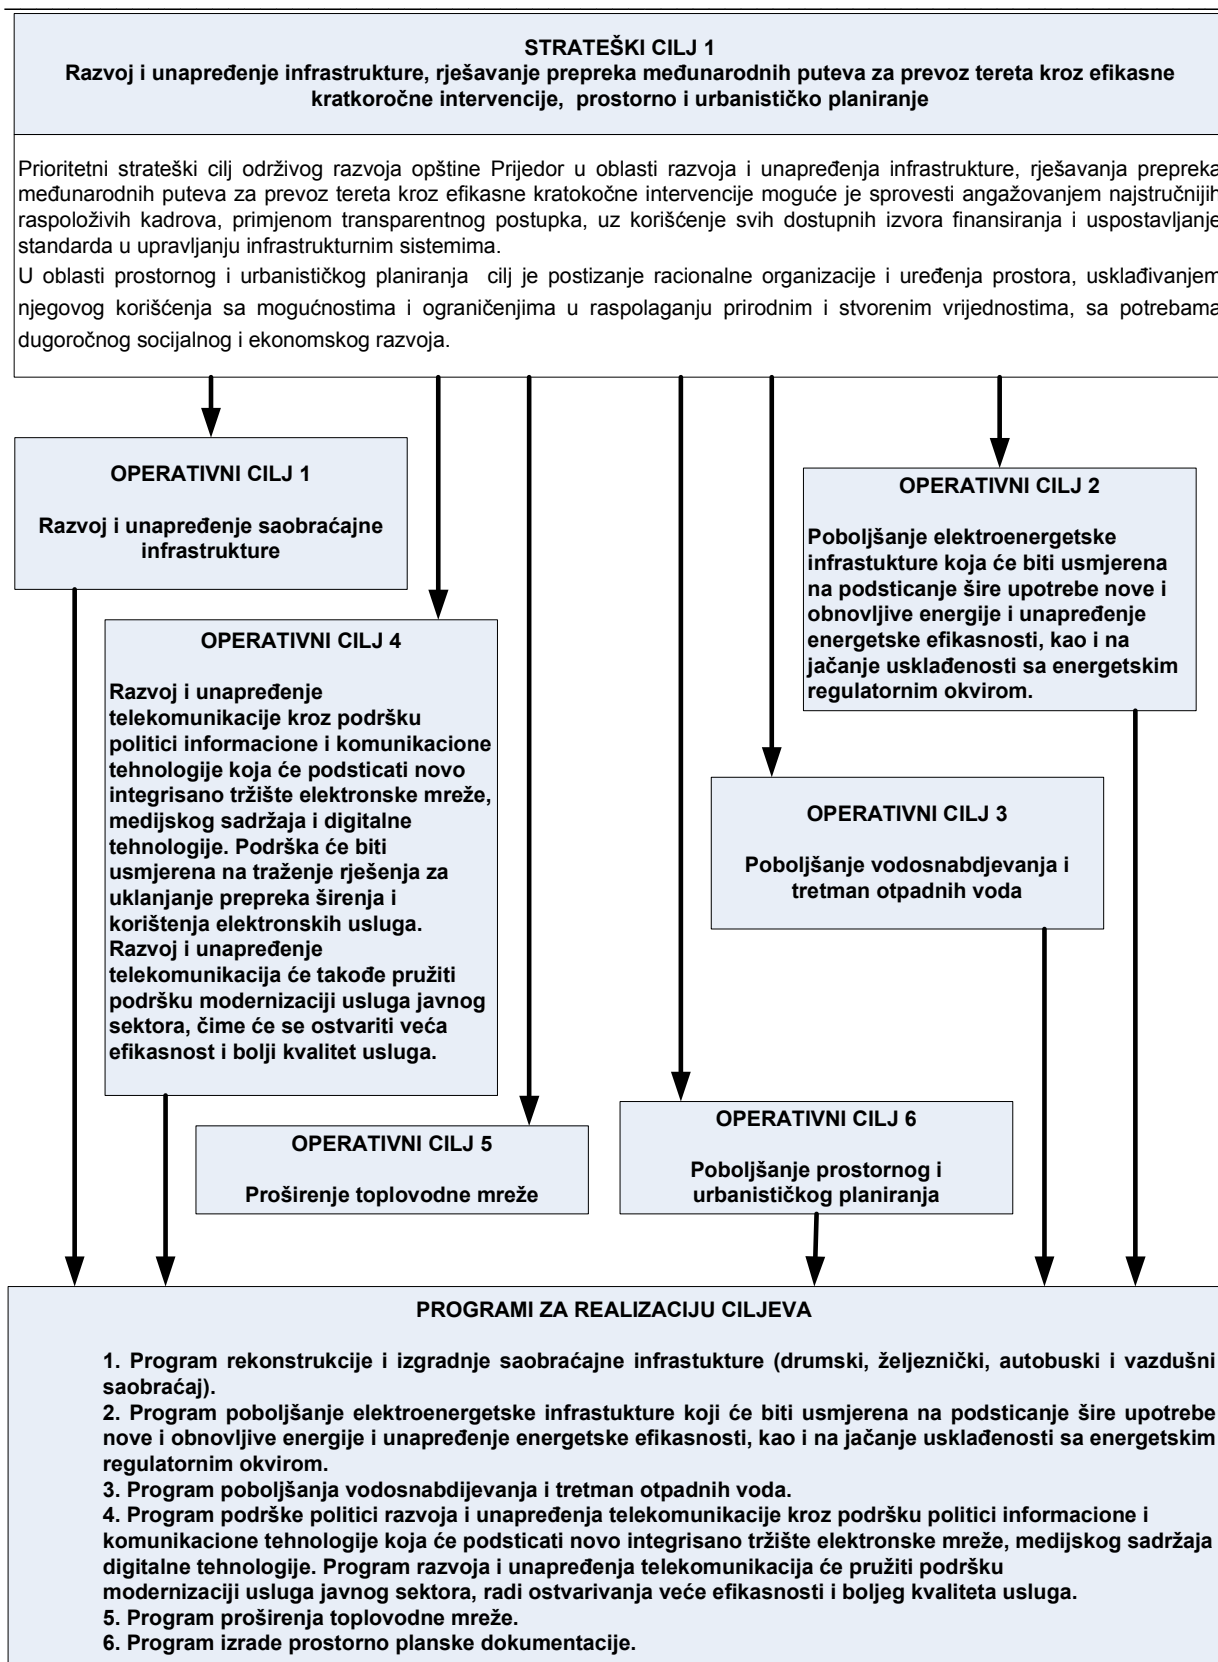 STRATEŠKI CILJ 1
Razvoj i unapređenje infrastrukture, rješavanje prepreka međunarodnih puteva za prevoz tereta kroz efikasne
kratkoročne intervencije, prostorno i urbanističko planiranje
Prioritetni strateški cilj održivog razvoja opštine Prijedor u oblasti razvoja i unapređenja infrastrukture, rješavanja prepreka
međunarodnih puteva za prevoz tereta kroz efikasne kratokočne intervencije moguće je sprovesti angažovanjem najstručnijih
raspoloživih kadrova, primjenom transparentnog postupka, uz korišćenje svih dostupnih izvora finansiranja i uspostavljanje
standarda u upravljanju infrastrukturnim sistemima.
U oblasti prostornog i urbanističkog planiranja cilj je postizanje racionalne organizacije i uređenja prostora, usklađivanjem
njegovog korišćenja sa mogućnostima i ograničenjima u raspolaganju prirodnim i stvorenim vrijednostima, sa potrebama
dugoročnog socijalnog i ekonomskog razvoja.
OPERATIVNI CILJ 1
Razvoj i unapređenje saobraćajne
infrastrukture
OPERATIVNI CILJ 2
Poboljšanje elektroenergetske
infrastukture koja će biti usmjerena
na podsticanje šire upotrebe nove i
obnovljive energije i unapređenje
energetske efikasnosti, kao i na
jačanje usklađenosti sa energetskim
regulatornim okvirom.
OPERATIVNI CILJ 4
Razvoj i unapređenje
telekomunikacije kroz podršku
politici informacione i komunikacione
tehnologije koja će podsticati novo
integrisano tržište elektronske mreže,
medijskog sadržaja i digitalne
tehnologije. Podrška će biti
usmjerena na traženje rješenja za
uklanjanje prepreka širenja i
korištenja elektronskih usluga.
Razvoj i unapređenje
telekomunikacija će takođe pružiti
podršku modernizaciji usluga javnog
sektora, čime će se ostvariti veća
efikasnost i bolji kvalitet usluga.
OPERATIVNI CILJ 3
Poboljšanje vodosnabdjevanja i
tretman otpadnih voda
OPERATIVNI CILJ 5
Proširenje toplovodne mreže
OPERATIVNI CILJ 6
Poboljšanje prostornog i
urbanističkog planiranja
PROGRAMI ZA REALIZACIJU CILJEVA
1. Program rekonstrukcije i izgradnje saobraćajne infrastukture (drumski, željeznički, autobuski i vazdušni
saobraćaj).
2. Program poboljšanje elektroenergetske infrastukture koji će biti usmjerena na podsticanje šire upotrebe
nove i obnovljive energije i unapređenje energetske efikasnosti, kao i na jačanje usklađenosti sa energetskim
regulatornim okvirom.
3. Program poboljšanja vodosnabdijevanja i tretman otpadnih voda.
4. Program podrške politici razvoja i unapređenja telekomunikacije kroz podršku politici informacione i
komunikacione tehnologije koja će podsticati novo integrisano tržište elektronske mreže, medijskog sadržaja
digitalne tehnologije. Program razvoja i unapređenja telekomunikacija će pružiti podršku
modernizaciji usluga javnog sektora, radi ostvarivanja veće efikasnosti i boljeg kvaliteta usluga.
5. Program proširenja toplovodne mreže.
6. Program izrade prostorno planske dokumentacije.